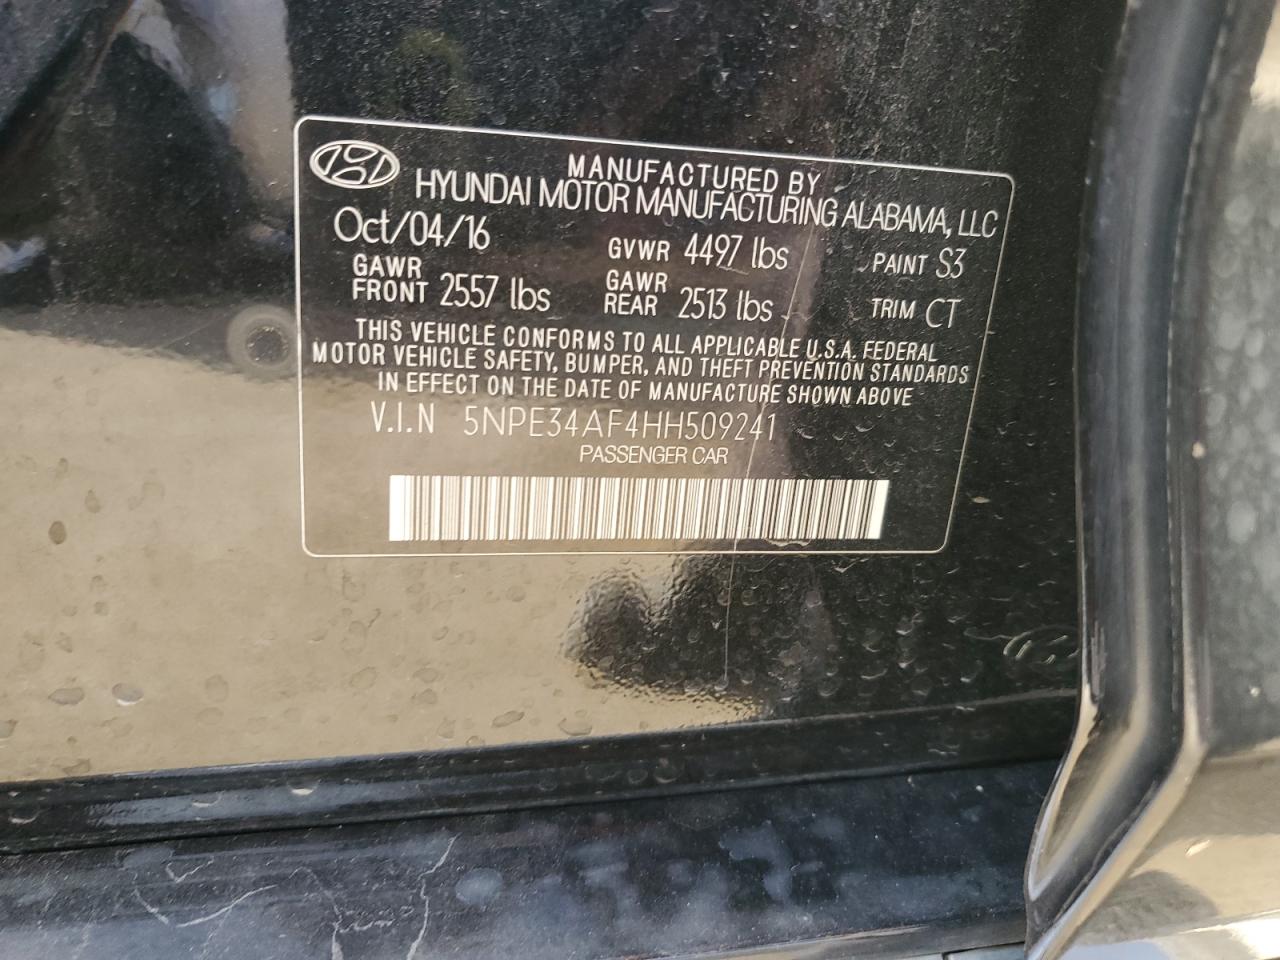 MANUFACTURED BY
HYUNDAI MOTOR MANUFACTURING ALABAMA, LLC
Oct/04/16 GVWR 4497 lbs PAINT S3
GAWR FRONT 2557 lbs GAWR REAR 2513 lbs TRIM CT
THIS VEHICLE CONFORMS TO ALL APPLICABLE U.S.A. FEDERAL
MOTOR VEHICLE SAFETY, BUMPER, AND THEFT PREVENTION STANDARDS
IN EFFECT ON THE DATE OF MANUFACTURE SHOWN ABOVE
V.I.N 5NPE34AF4HH509241
PASSENGER CAR